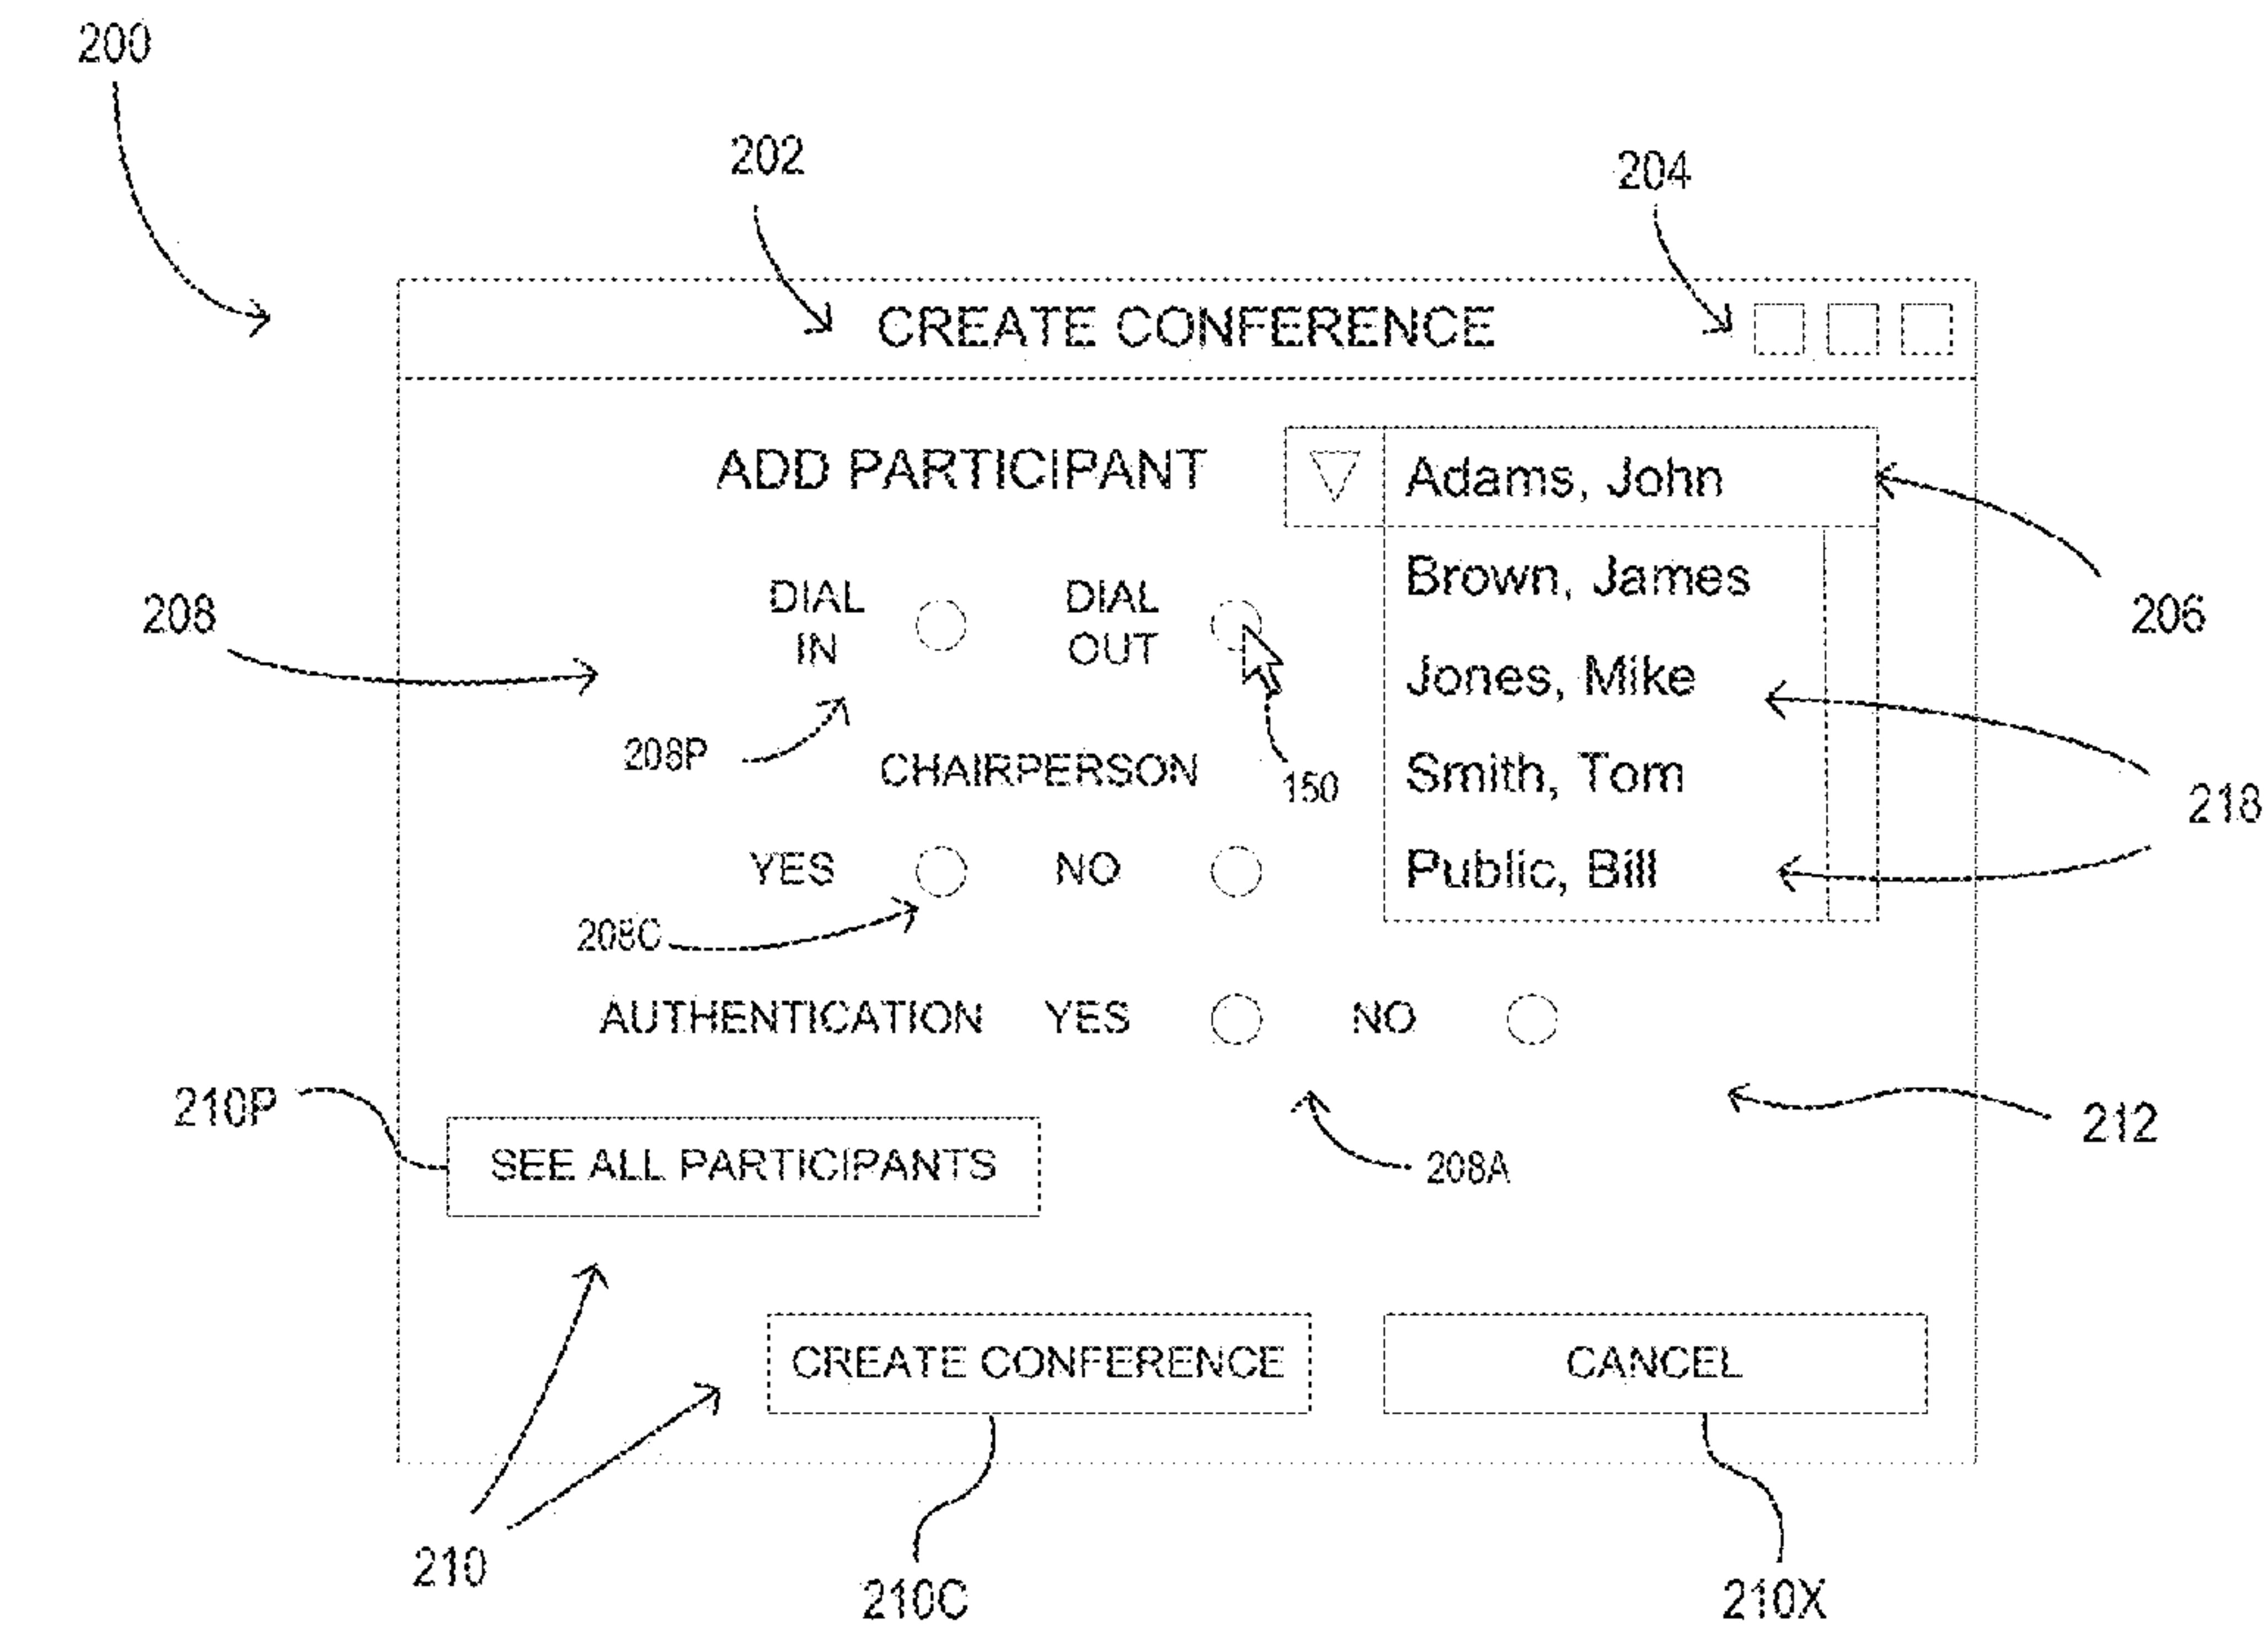 200
202
204
CREATE CONFERENCE
ADD PARTICIPANT
Adams, John
Brown, James
Jones, Mike
Smith, Tom
Public, Bill
206
208
DIAL IN
DIAL OUT
208P
150
218
CHAIRPERSON
YES
NO
208C
AUTHENTICATION YES NO
210P
212
SEE ALL PARTICIPANTS
208A
CREATE CONFERENCE
CANCEL
210
210C
210X